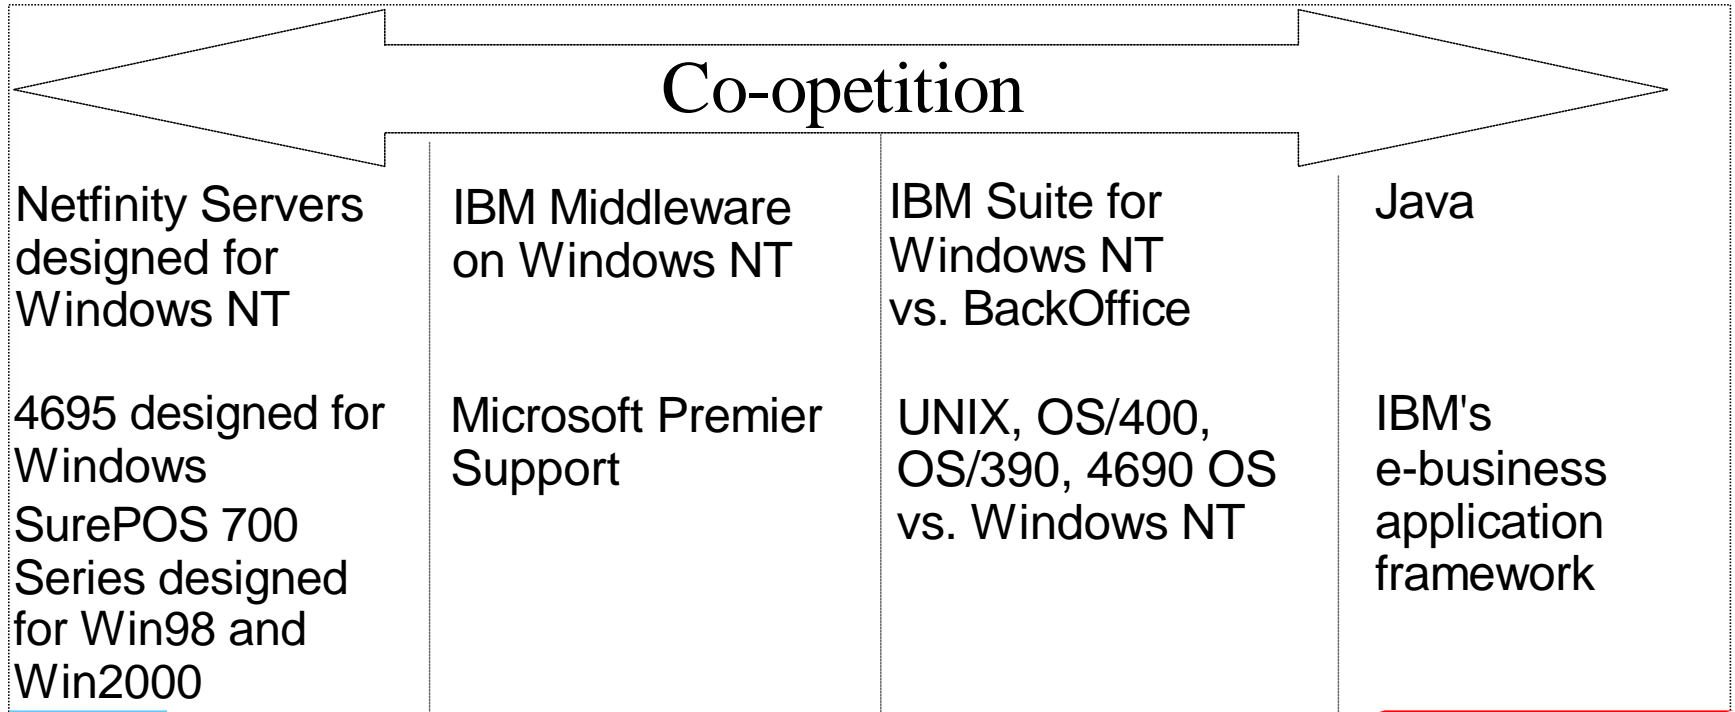 Co-opetition
Netfinity Servers
designed for
Windows NT
4695 designed for
Windows
SurePOS 700
Series designed
for Win98 and
Win2000
IBM Middleware
on Windows NT
Microsoft Premier
Support
IBM Suite for
Windows NT
vs. BackOffice
UNIX, OS/400,
OS/390, 4690 OS
vs. Windows NT
Java
IBM's
e-business
application
framework